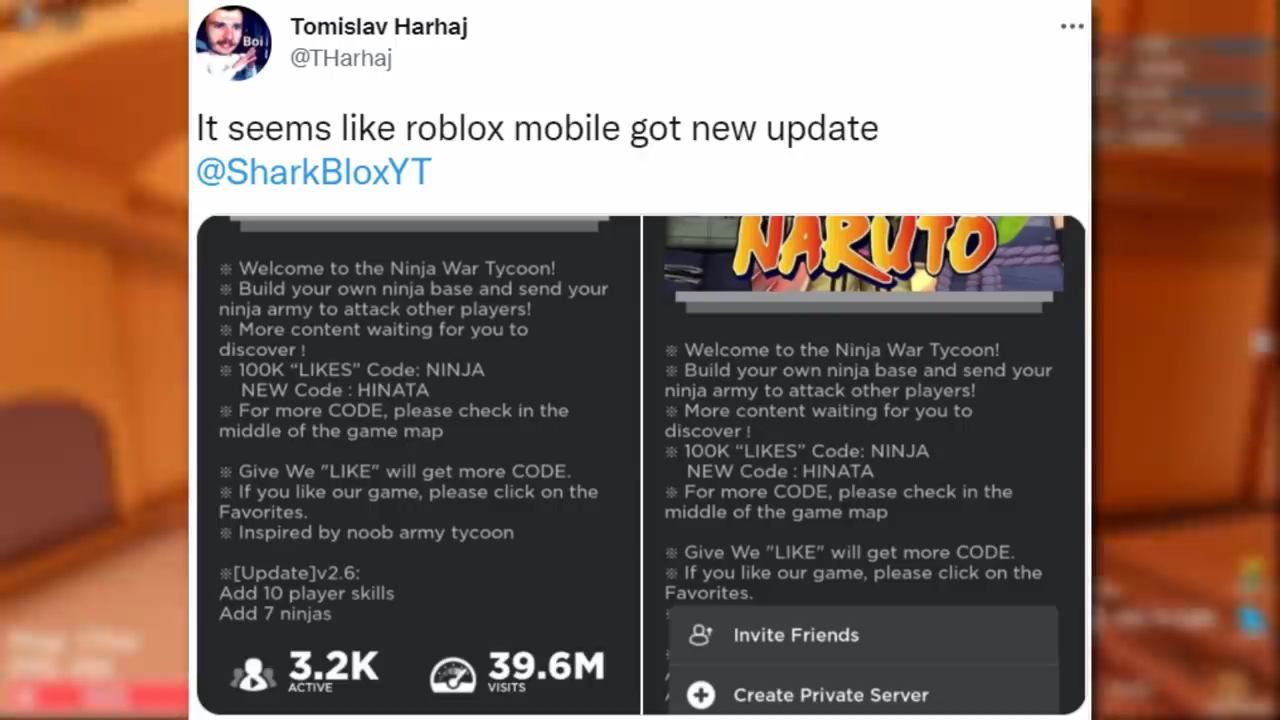 Tomislav Harhaj
Boi
@THarhaj
It seems like roblox mobile got new update
@SharkBloxYT
※ Welcome to the Ninja War Tycoon!
※ Build your own ninja base and send your
ninja army to attack other players!
※ More content waiting for you to
discover !
※ 100K “LIKES” Code: NINJA
NEW Code : HINATA
※ For more CODE, please check in the
middle of the game map
※ Give We "LIKE" will get more CODE.
※ If you like our game, please click on the
Favorites.
※ Inspired by noob army tycoon
※[Update]v2.6:
Add 10 player skills
Add 7 ninjas
3.2K
ACTIVE
39.6M
VISITS
NARUTO
※ Welcome to the Ninja War Tycoon!
※ Build your own ninja base and send your
ninja army to attack other players!
※ More content waiting for you to
discover !
※ 100K “LIKES” Code: NINJA
NEW Code : HINATA
※ For more CODE, please check in the
middle of the game map
※ Give We "LIKE" will get more CODE.
※ If you like our game, please click on the
Favorites.
Invite Friends
Create Private Server